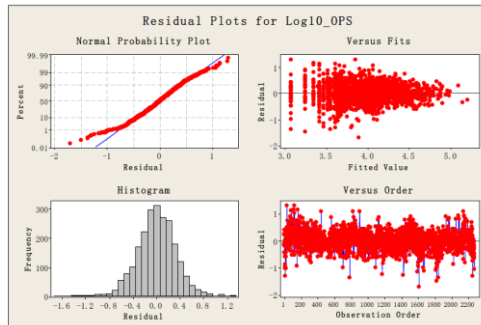 Residual Plots for Log10_OPS
Normal Probability Plot
Versus Fits
99.99
99
90
50
10
1
0.01
Percent
-2
-1
0
1
Residual
1
0
-1
-2
Residual
3.0
3.5
4.0
4.5
5.0
Fitted Value
Histogram
Versus Order
300
200
100
0
Frequency
-1.6 -1.2 -0.8 -0.4 0.0 0.4 0.8 1.2
Residual
1
0
-1
-2
Residual
1 200 400 600 800 1000 1200 1400 1600 1800 2000 2200
Observation Order